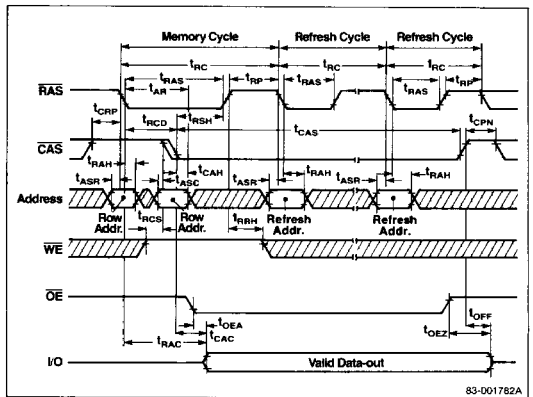 Memory Cycle Refresh Cycle Refresh Cycle
tRC tRC tRC
tRAS tRP tRAS tRAS tRP
tAR
RAS
tCRP tRCD tRSH tCAS tCPN
CAS
tRAH tCAH tRAH tRAH
tASR tASC tASR tASR
Address
Row Addr. tRCS Row Addr. tRRH Refresh Addr. Refresh Addr.
WE
OE
tOEA tOFF
tRAC tCAC tOEZ
I/O Valid Data-out
83-001782A